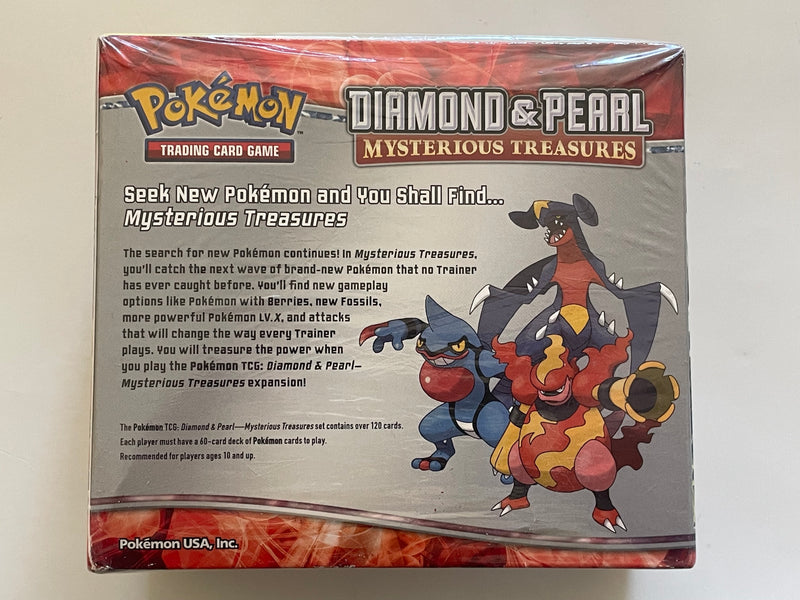 POKéMON™
TRADING CARD GAME
DIAMOND & PEARL
MYSTERIOUS TREASURES
Seek New Pokémon and You Shall Find...
Mysterious Treasures
The search for new Pokémon continues! In Mysterious Treasures,
you'll catch the next wave of brand-new Pokémon that no Trainer
has ever caught before. You'll find new gameplay
options like Pokémon with Berries, new Fossils,
more powerful Pokémon LV.X, and attacks
that will change the way every Trainer
plays. You will treasure the power when
you play the Pokémon TCG: Diamond & Pearl—
Mysterious Treasures expansion!
The Pokémon TCG: Diamond & Pearl—Mysterious Treasures set contains over 120 cards.
Each player must have a 60-card deck of Pokémon cards to play.
Recommended for players ages 10 and up.
Pokémon USA, Inc.